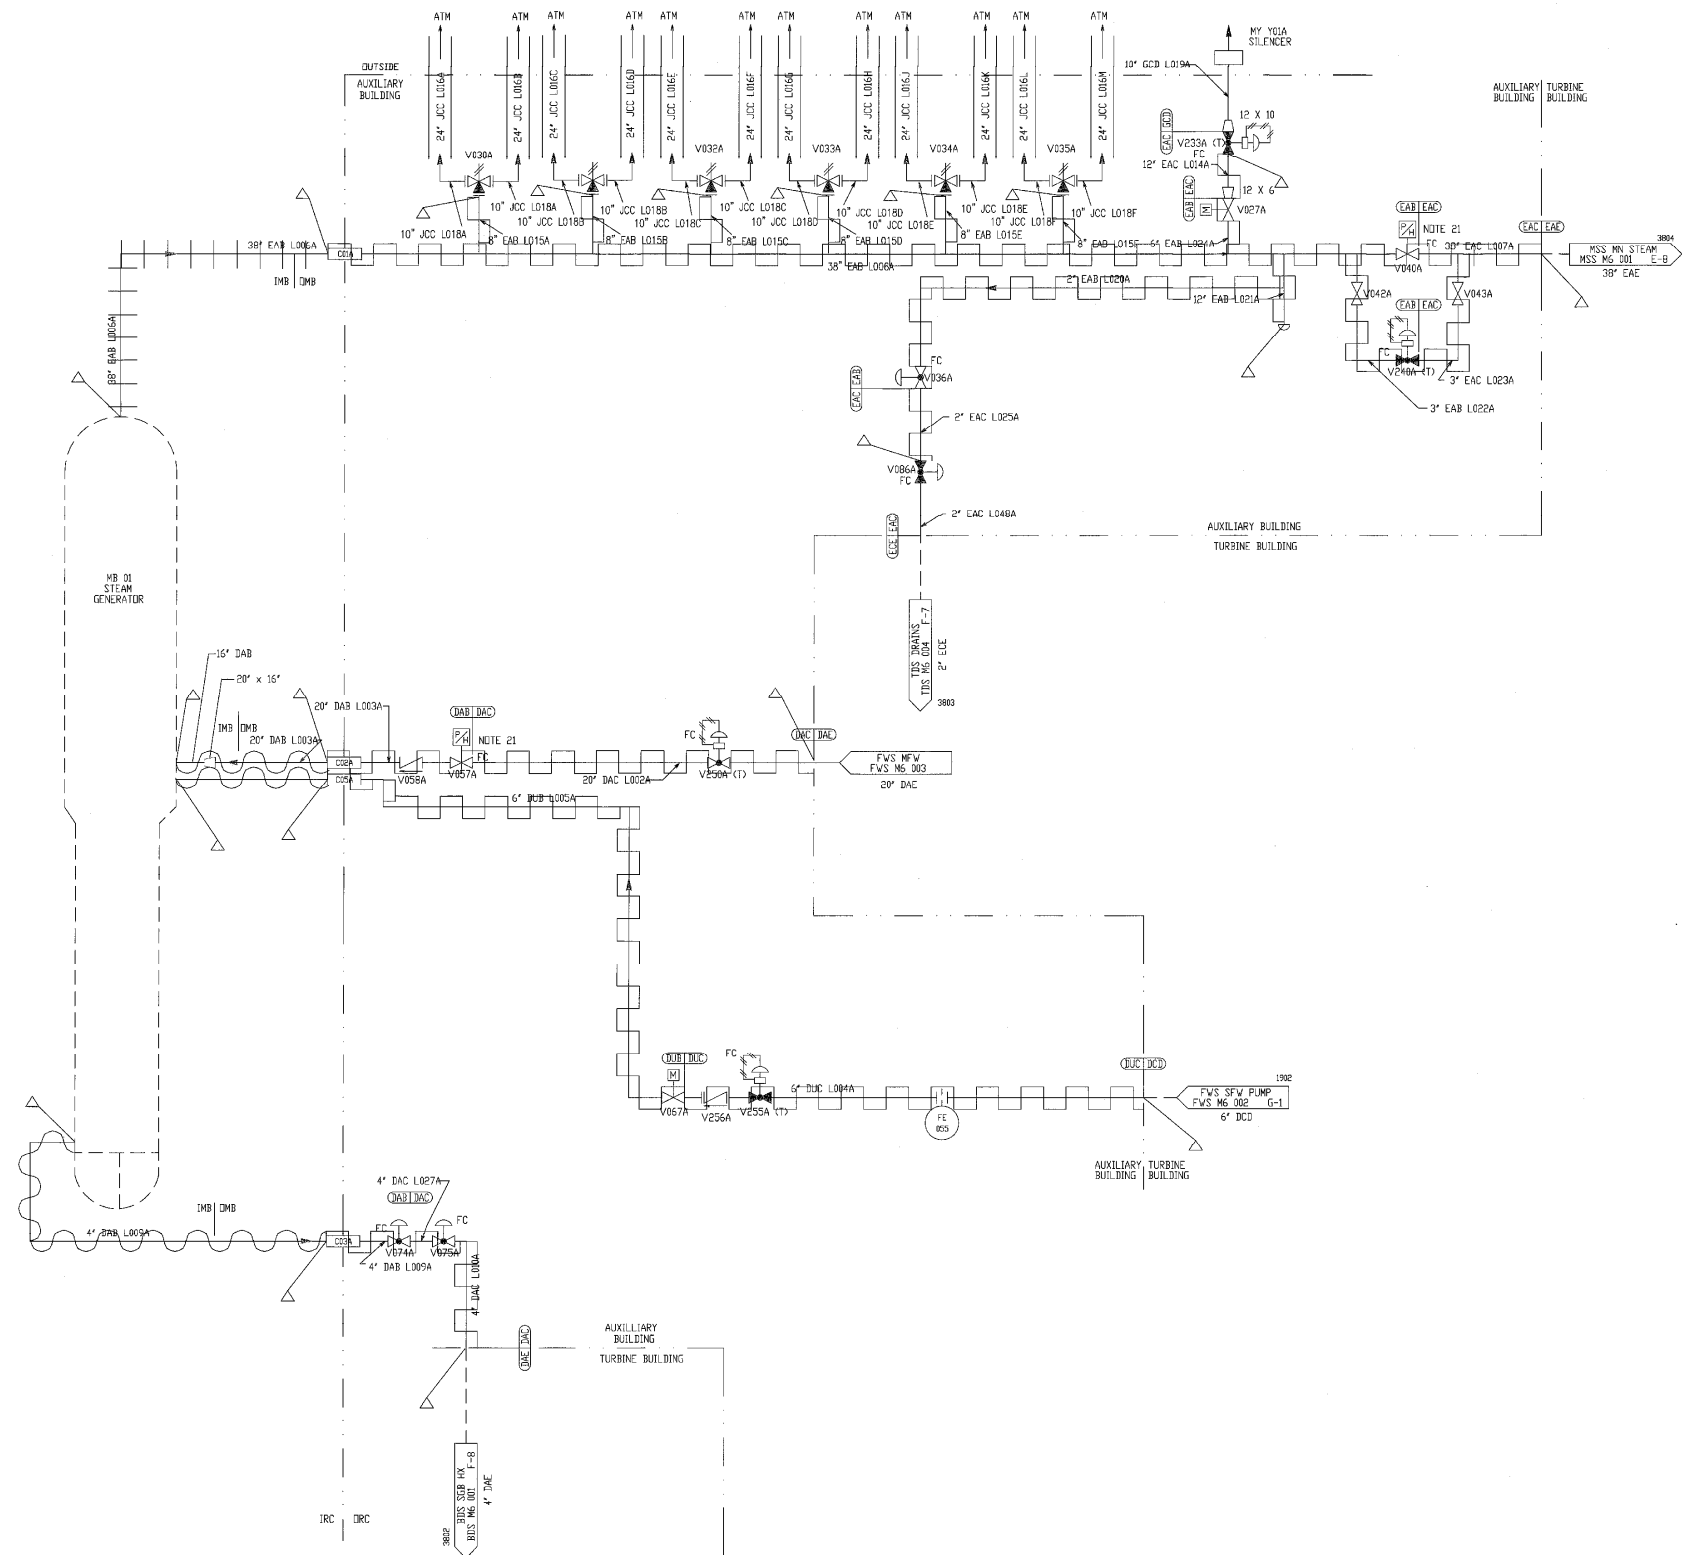 ATM
ATM
ATM
ATM
ATM
ATM
ATM
ATM
ATM
ATM
ATM
ATM
MY Y01A
SILENCER
OUTSIDE
AUXILIARY
BUILDING
24" JCC L016A
24" JCC L016B
24" JCC L016C
24" JCC L016D
24" JCC L016E
24" JCC L016F
24" JCC L016G
24" JCC L016H
24" JCC L016J
24" JCC L016K
24" JCC L016L
24" JCC L016M
10" GCD L019A
AUXILIARY TURBINE
BUILDING BUILDING
12 X 10
EAC GCD
V233A (T)
FC
12" EAC L014A
12 X 6
EAB EAC
M
V027A
V030A
V032A
V033A
V034A
V035A
10" JCC L018A
10" JCC L018B
10" JCC L018C
10" JCC L018D
10" JCC L018E
10" JCC L018F
10" JCC L018A
10" JCC L018B
10" JCC L018C
10" JCC L018D
10" JCC L018E
10" JCC L018F
8" EAB L015A
8" EAB L015B
8" EAB L015C
8" EAB L015D
8" EAB L015E
8" EAB L015F
6" EAB L024A
38" EAB L006A
C01A
IMB OMB
38" EAB L006A
38" EAB L006A
EAB EAC
P/H
NOTE 21
FC
V040A
38" EAC L007A
EAC EAE
3804
MSS MN STEAM
MSS M6 001 E-8
38" EAE
2" EAB L020A
12" EAB L021A
V042A
V043A
EAB EAC
FC
V240A (T)
3" EAC L023A
3" EAB L022A
FC
V036A
EAC EAB
2" EAC L025A
V086A
FC
2" EAC L048A
ECE EAC
AUXILIARY BUILDING
TURBINE BUILDING
TDS DRAINS
TDS M6 004 F-7
2" ECE
3803
MB 01
STEAM
GENERATOR
16" DAB
20" x 16"
IMB OMB
20" DAB L003A
20" DAB L003A
C02A
C05A
V058A
DAB DAC
P/H
NOTE 21
FC
V057A
20" DAC L002A
FC
V250A (T)
DAC DAE
FWS MFW
FWS M6 003
20" DAE
6" DUB L005A
DUB DUC
M
V067A
V256A
FC
V255A (T)
6" DUC L004A
FE
055
DUC DCD
1902
FWS SFW PUMP
FWS M6 002 G-1
6" DCD
AUXILIARY TURBINE
BUILDING BUILDING
IMB OMB
4" DAB L009A
C03A
4" DAC L027A
DAB DAC
FC
FC
V074A
V075A
4" DAB L009A
4" DAC L010A
DAE DAC
AUXILLIARY
BUILDING
TURBINE BUILDING
BDS SGB HX
BDS M6 001 F-8
4" DAE
3802
IRC ORC